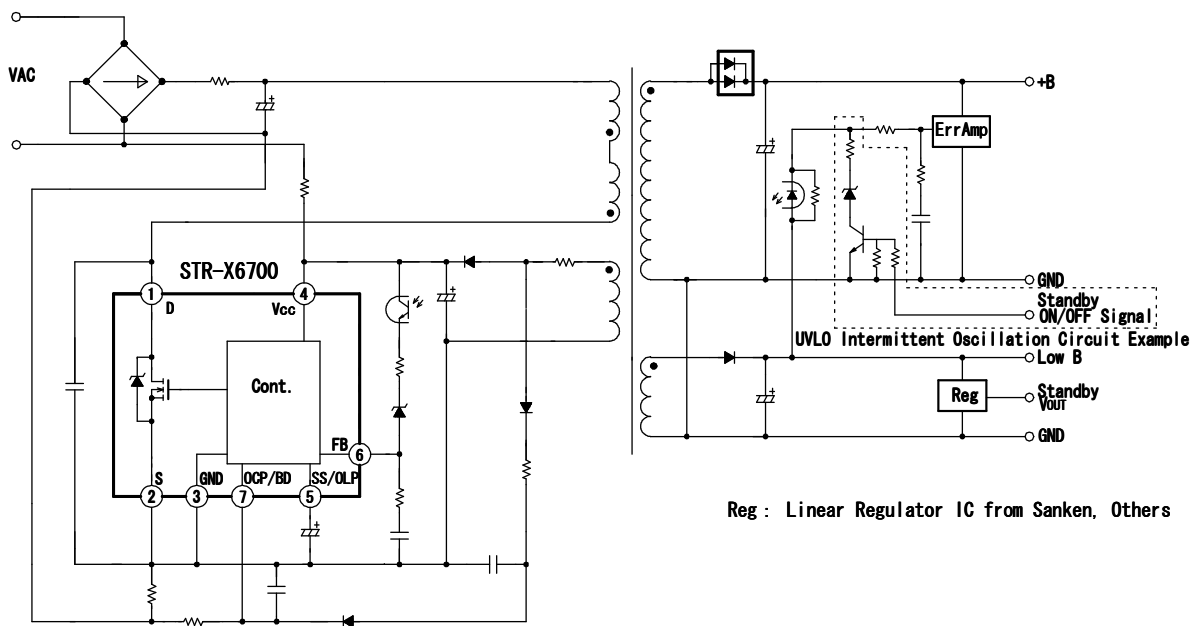 VAC
+B
ErrAmp
STR-X6700
GND
Standby
ON/OFF Signal
1
4
D
Vcc
UVLO Intermittent Oscillation Circuit Example
Low B
Cont.
Reg
Standby
VOUT
FB
6
GND
S
GND
OCP/BD
SS/OLP
2
3
7
5
Reg : Linear Regulator IC from Sanken, Others
+
+
+
+
+